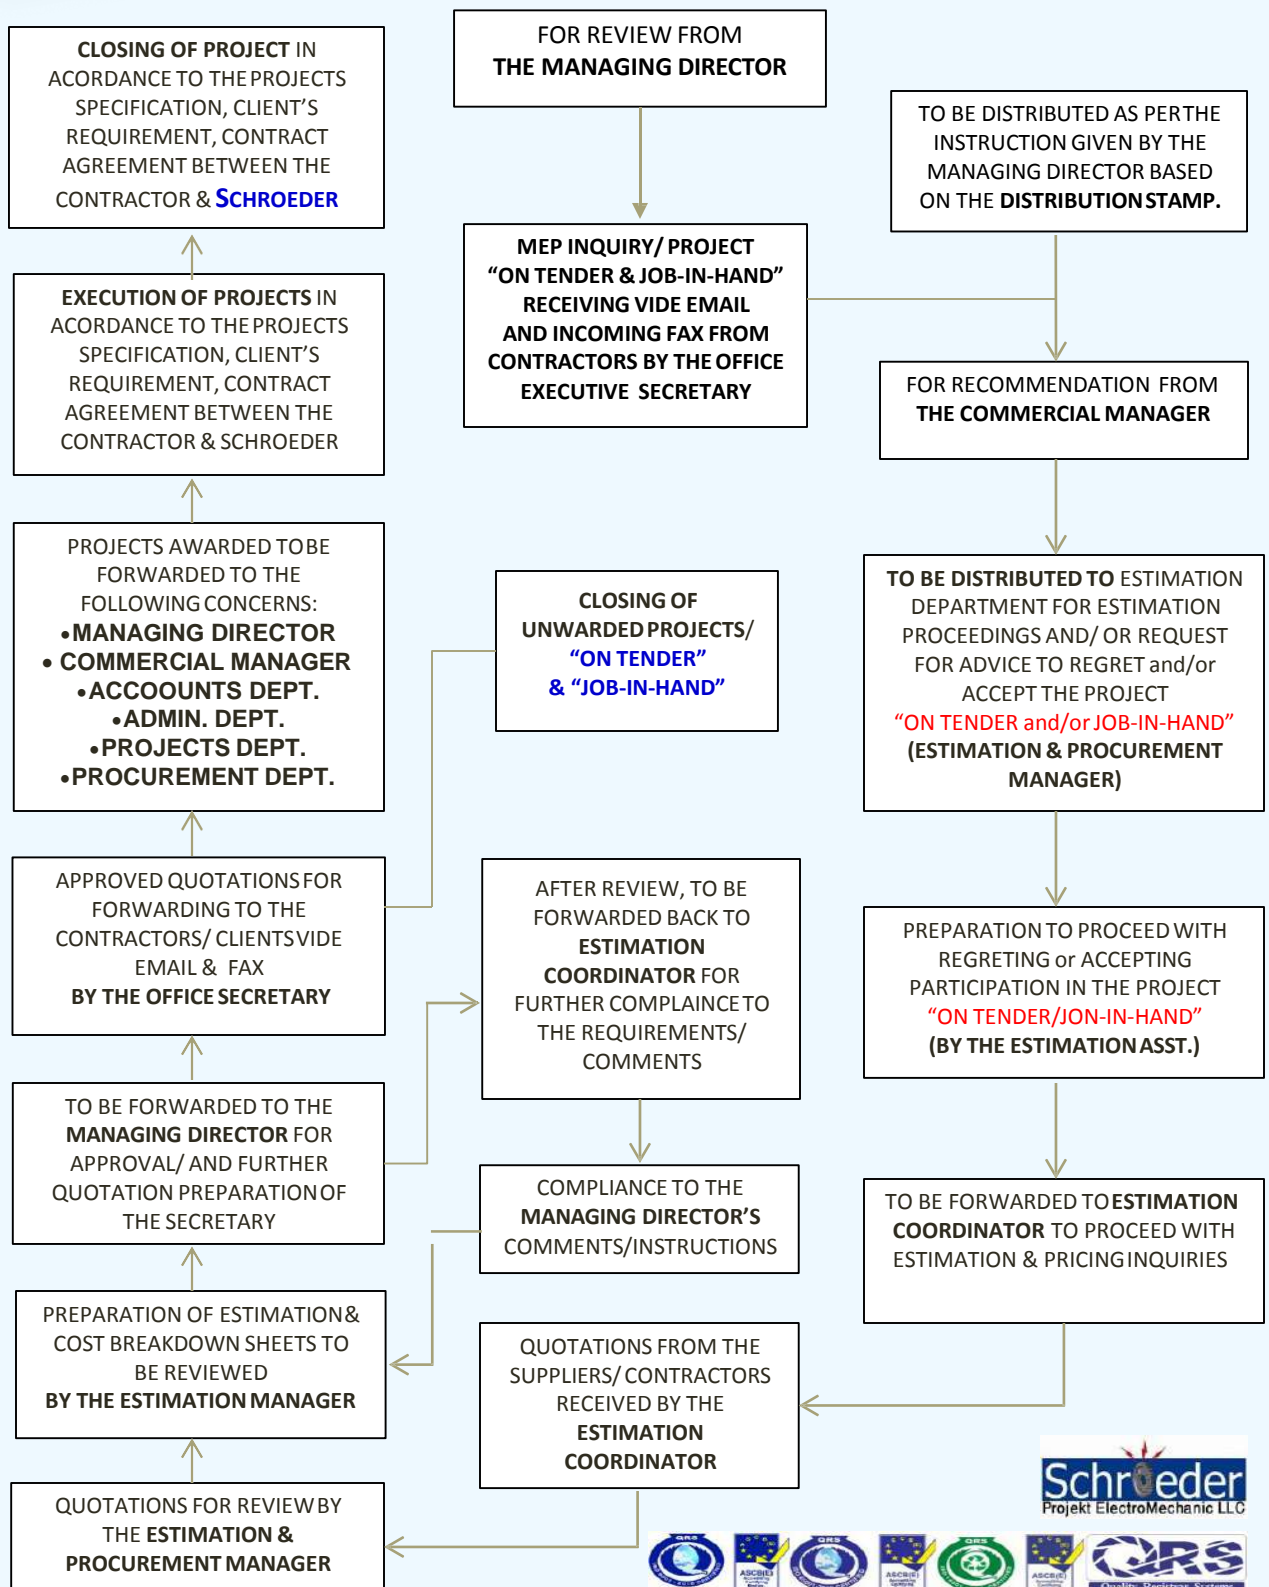 FOR REVIEW FROM
THE MANAGING DIRECTOR
MEP INQUIRY/ PROJECT
“ON TENDER & JOB-IN-HAND”
RECEIVING VIDE EMAIL
AND INCOMING FAX FROM
CONTRACTORS BY THE OFFICE
EXECUTIVE SECRETARY
TO BE DISTRIBUTED AS PER THE
INSTRUCTION GIVEN BY THE
MANAGING DIRECTOR BASED
ON THE DISTRIBUTION STAMP.
FOR RECOMMENDATION FROM
THE COMMERCIAL MANAGER
TO BE DISTRIBUTED TO ESTIMATION
DEPARTMENT FOR ESTIMATION
PROCEEDINGS AND/ OR REQUEST
FOR ADVICE TO REGRET and/or
ACCEPT THE PROJECT
“ON TENDER and/or JOB-IN-HAND”
(ESTIMATION & PROCUREMENT
MANAGER)
PREPARATION TO PROCEED WITH
REGRETING or ACCEPTING
PARTICIPATION IN THE PROJECT
“ON TENDER/JON-IN-HAND”
(BY THE ESTIMATION ASST.)
TO BE FORWARDED TO ESTIMATION
COORDINATOR TO PROCEED WITH
ESTIMATION & PRICING INQUIRIES
QUOTATIONS FROM THE
SUPPLIERS/ CONTRACTORS
RECEIVED BY THE
ESTIMATION
COORDINATOR
QUOTATIONS FOR REVIEW BY
THE ESTIMATION &
PROCUREMENT MANAGER
PREPARATION OF ESTIMATION &
COST BREAKDOWN SHEETS TO
BE REVIEWED
BY THE ESTIMATION MANAGER
TO BE FORWARDED TO THE
MANAGING DIRECTOR FOR
APPROVAL/ AND FURTHER
QUOTATION PREPARATION OF
THE SECRETARY
AFTER REVIEW, TO BE
FORWARDED BACK TO
ESTIMATION
COORDINATOR FOR
FURTHER COMPLAINCE TO
THE REQUIREMENTS/
COMMENTS
COMPLIANCE TO THE
MANAGING DIRECTOR’S
COMMENTS/INSTRUCTIONS
APPROVED QUOTATIONS FOR
FORWARDING TO THE
CONTRACTORS/ CLIENTS VIDE
EMAIL & FAX
BY THE OFFICE SECRETARY
CLOSING OF
UNWARDED PROJECTS/
“ON TENDER”
& “JOB-IN-HAND”
PROJECTS AWARDED TO BE
FORWARDED TO THE
FOLLOWING CONCERNS:
•MANAGING DIRECTOR
• COMMERCIAL MANAGER
•ACCOOUNTS DEPT.
•ADMIN. DEPT.
•PROJECTS DEPT.
•PROCUREMENT DEPT.
EXECUTION OF PROJECTS IN
ACORDANCE TO THE PROJECTS
SPECIFICATION, CLIENT’S
REQUIREMENT, CONTRACT
AGREEMENT BETWEEN THE
CONTRACTOR & SCHROEDER
CLOSING OF PROJECT IN
ACORDANCE TO THE PROJECTS
SPECIFICATION, CLIENT’S
REQUIREMENT, CONTRACT
AGREEMENT BETWEEN THE
CONTRACTOR & SCHROEDER
Schroeder
Projekt ElectroMechanic LLC
QRS
ASCB(E)
QRS
ASCB(E)
QRS
ASCB(E)
QRS
Quality Registrar Systems